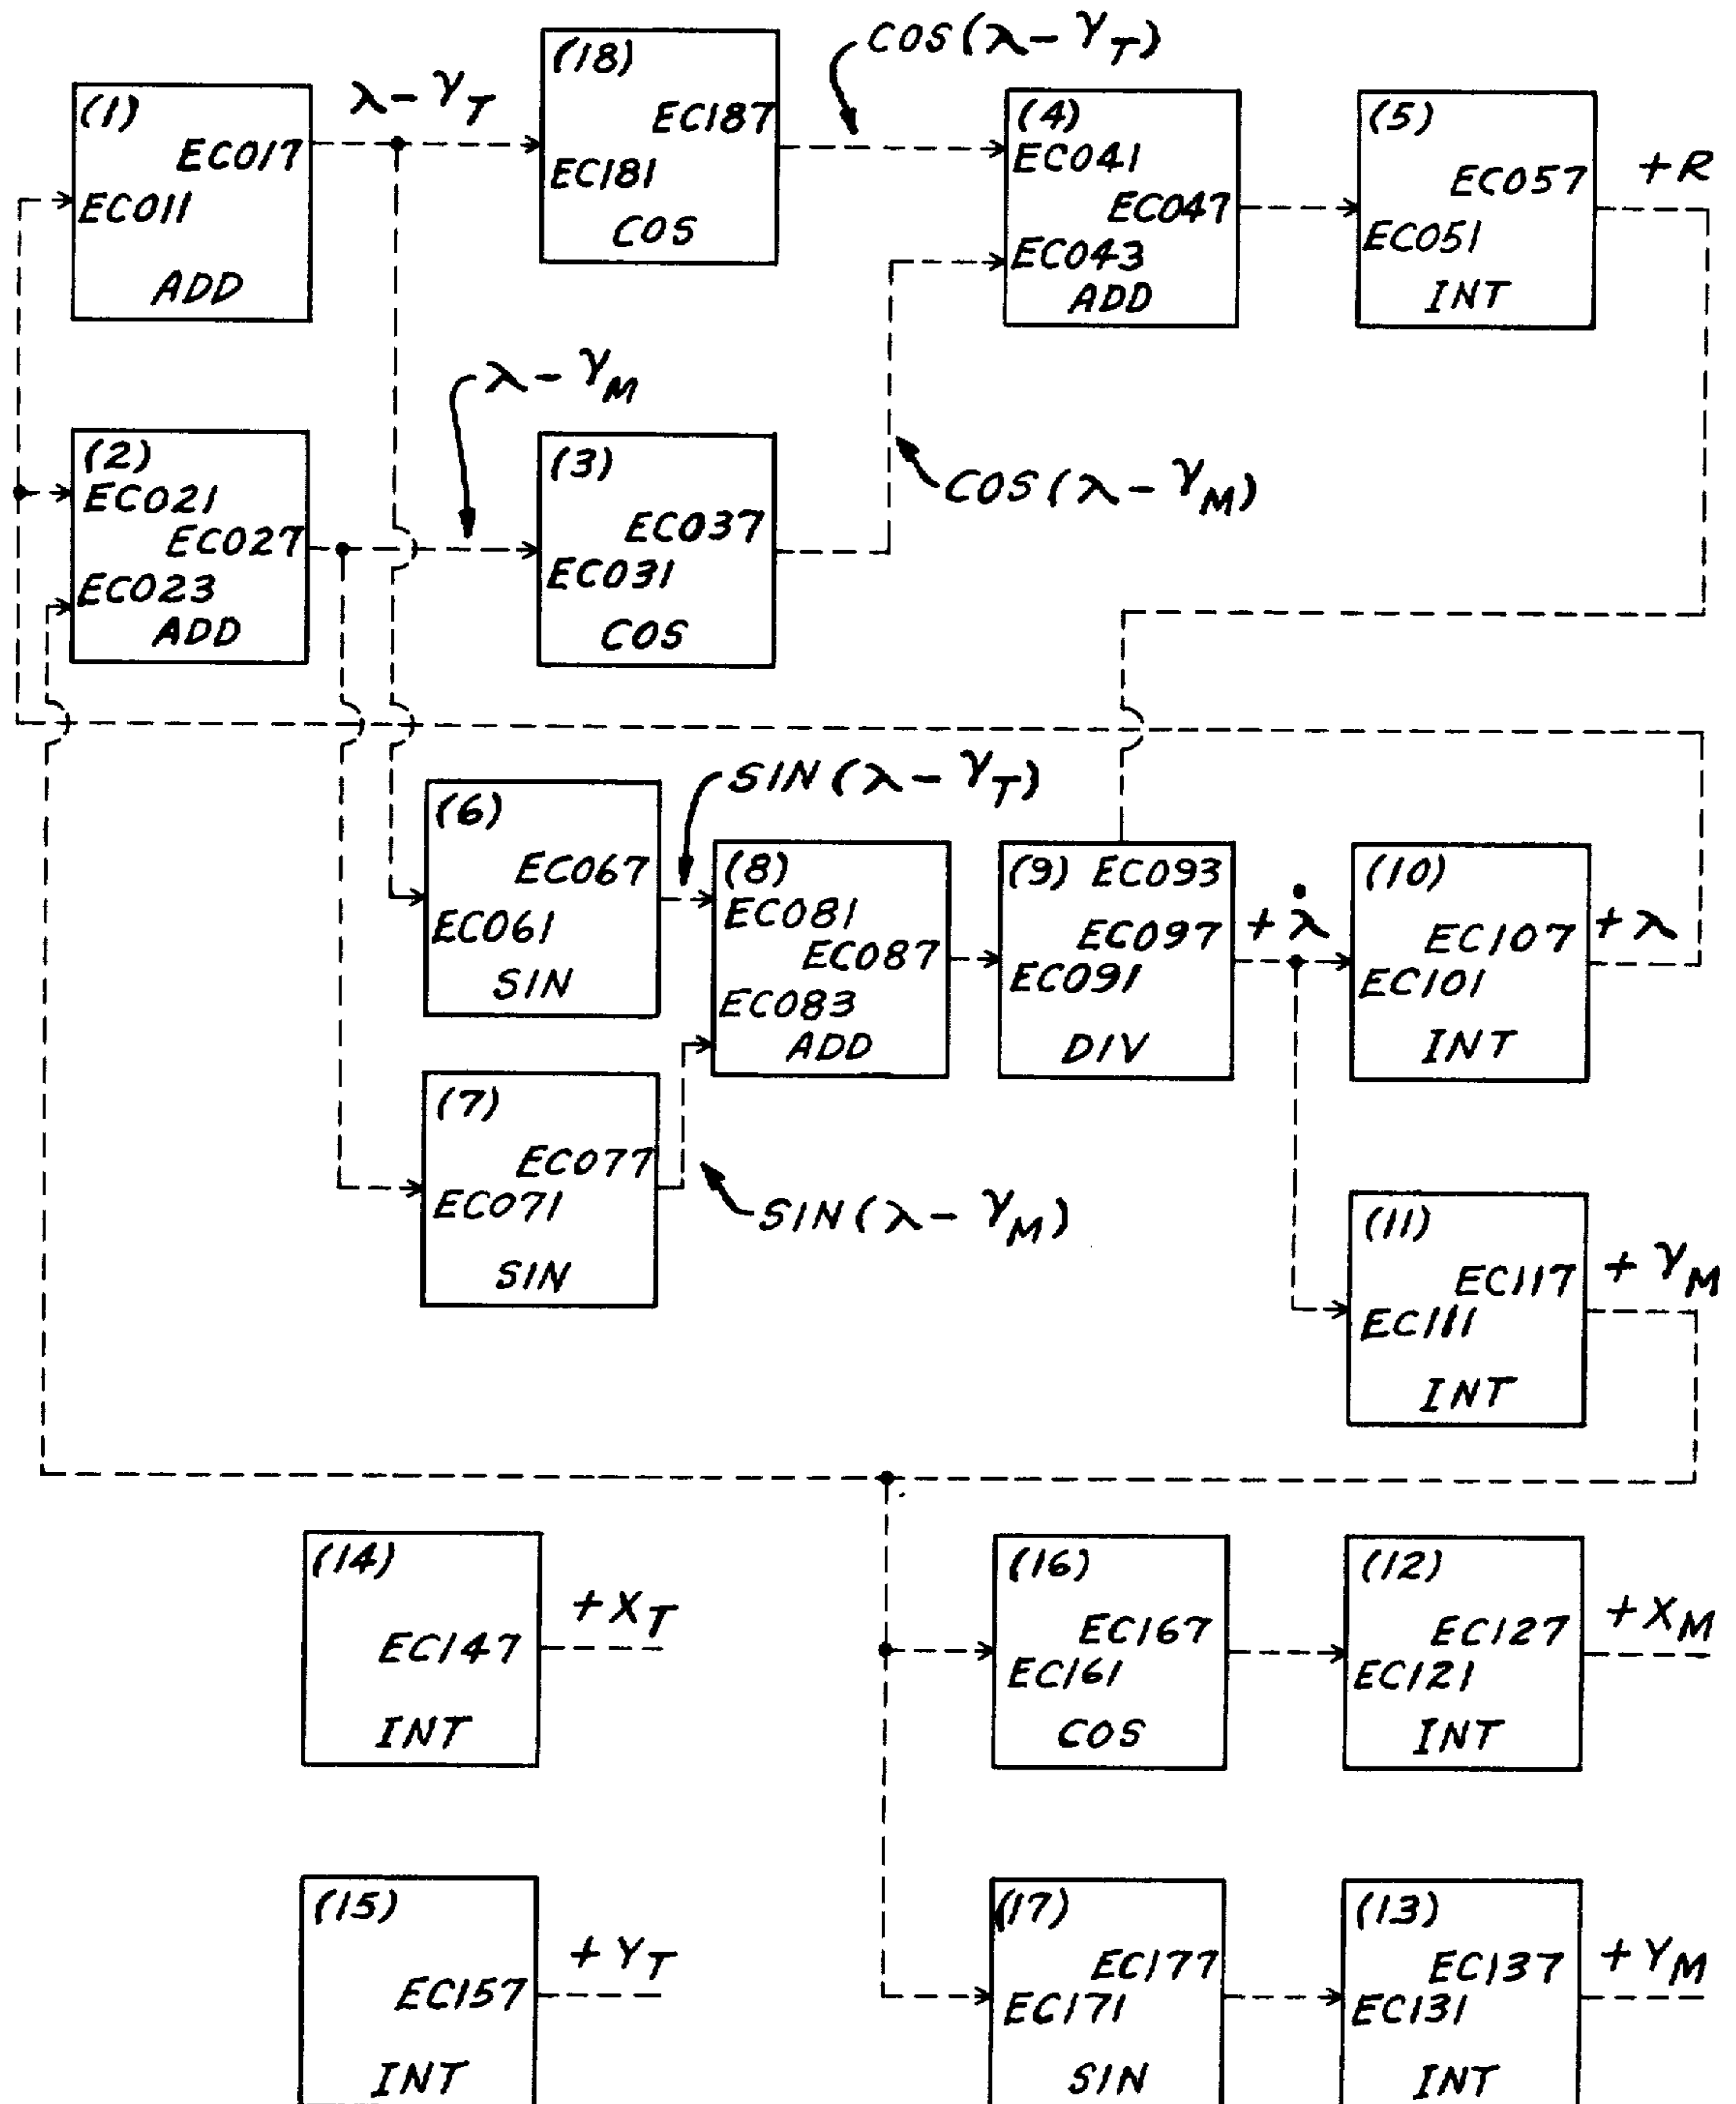 (1)
EC017
EC011
ADD
λ-γT
(18)
EC187
EC181
COS
COS(λ-γT)
(4)
EC041
EC047
EC043
ADD
(5)
EC057
EC051
INT
+R
(2)
EC021
EC027
EC023
ADD
λ-γM
(3)
EC037
EC031
COS
COS(λ-γM)
(6)
EC067
EC061
SIN
SIN(λ-γT)
(7)
EC077
EC071
SIN
SIN(λ-γM)
(8)
EC081
EC087
EC083
ADD
(9) EC093
EC097
EC091
DIV
+λ̇
(10)
EC107
EC101
INT
+λ
(11)
EC117
EC111
INT
+γM
(14)
EC147
INT
+XT
(16)
EC167
EC161
COS
(12)
EC127
EC121
INT
+XM
(15)
EC157
INT
+YT
(17)
EC177
EC171
SIN
(13)
EC137
EC131
INT
+YM